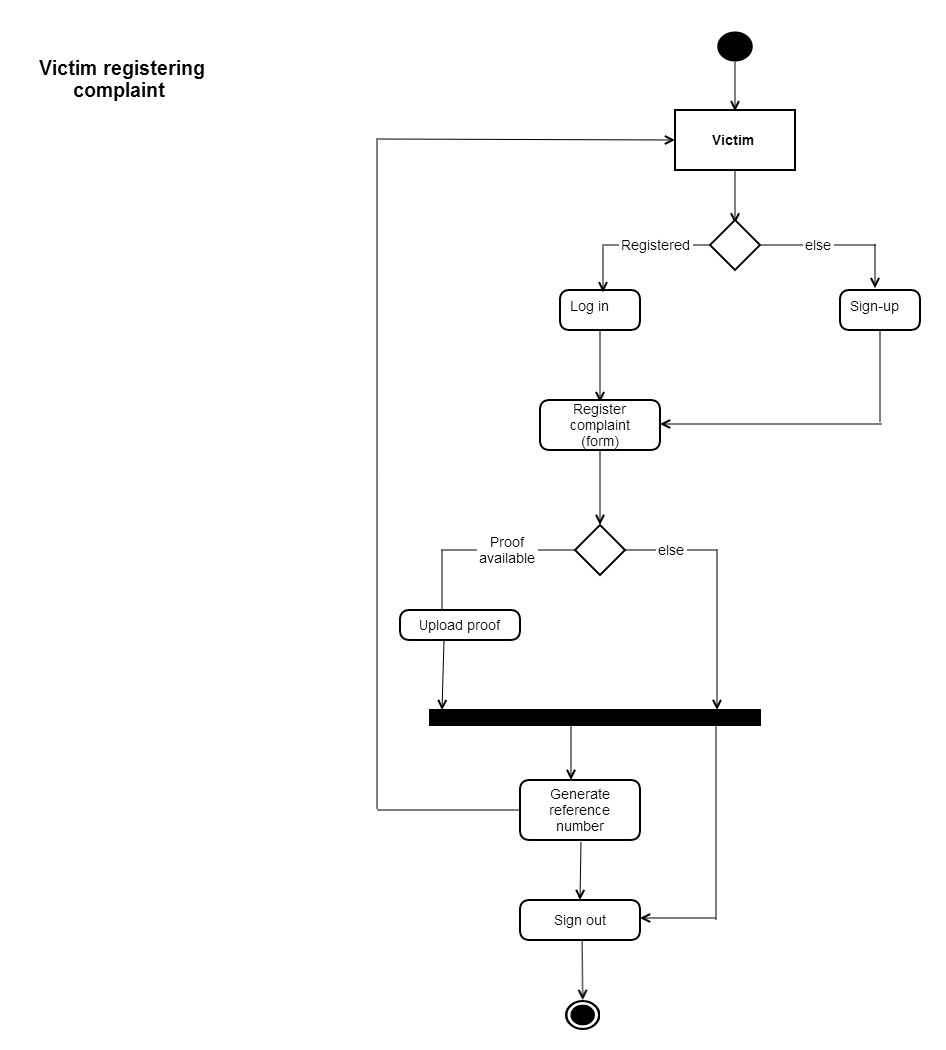 Victim registering
complaint
Victim
Registered
else
Log in
Sign-up
Register
complaint
(form)
Proof
available
else
Upload proof
Generate
reference
number
Sign out